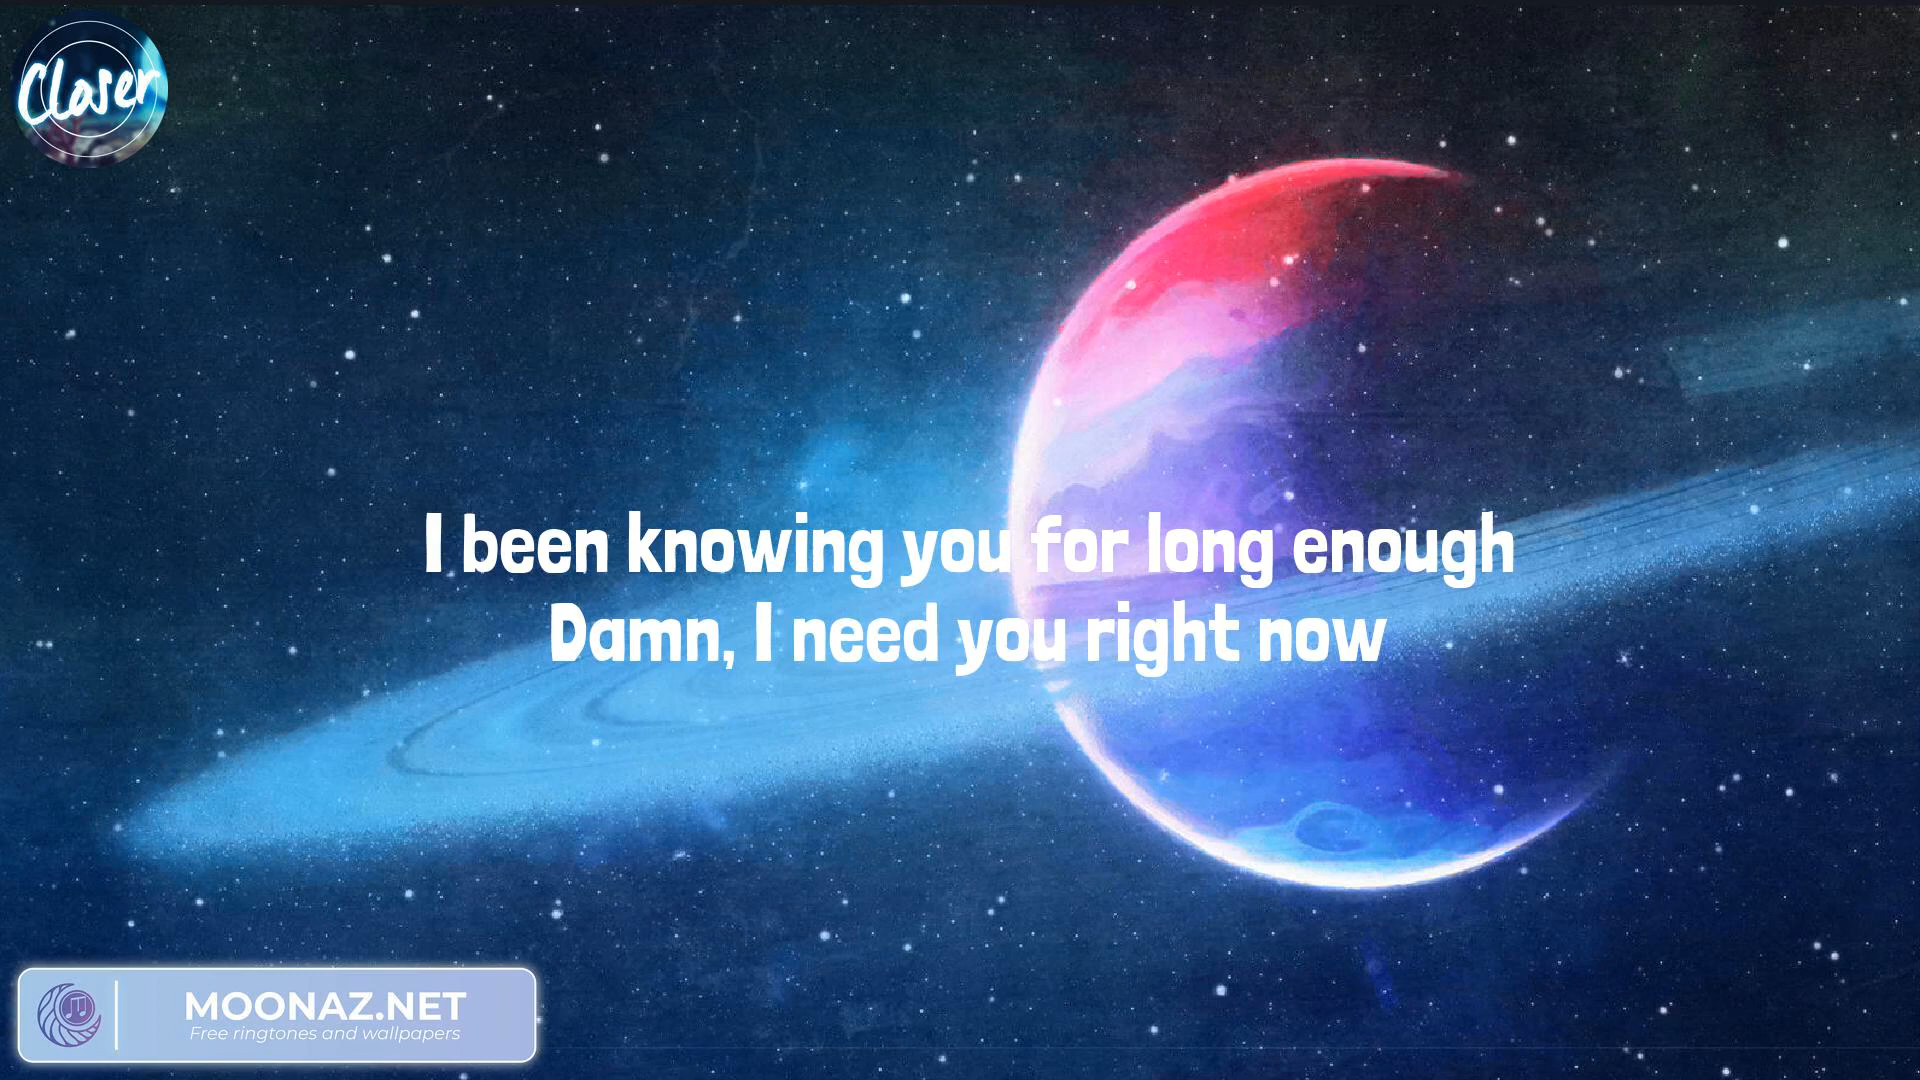 Closer
I been knowing you for long enough
Damn, I need you right now
MOONAZ.NET
Free ringtones and wallpapers